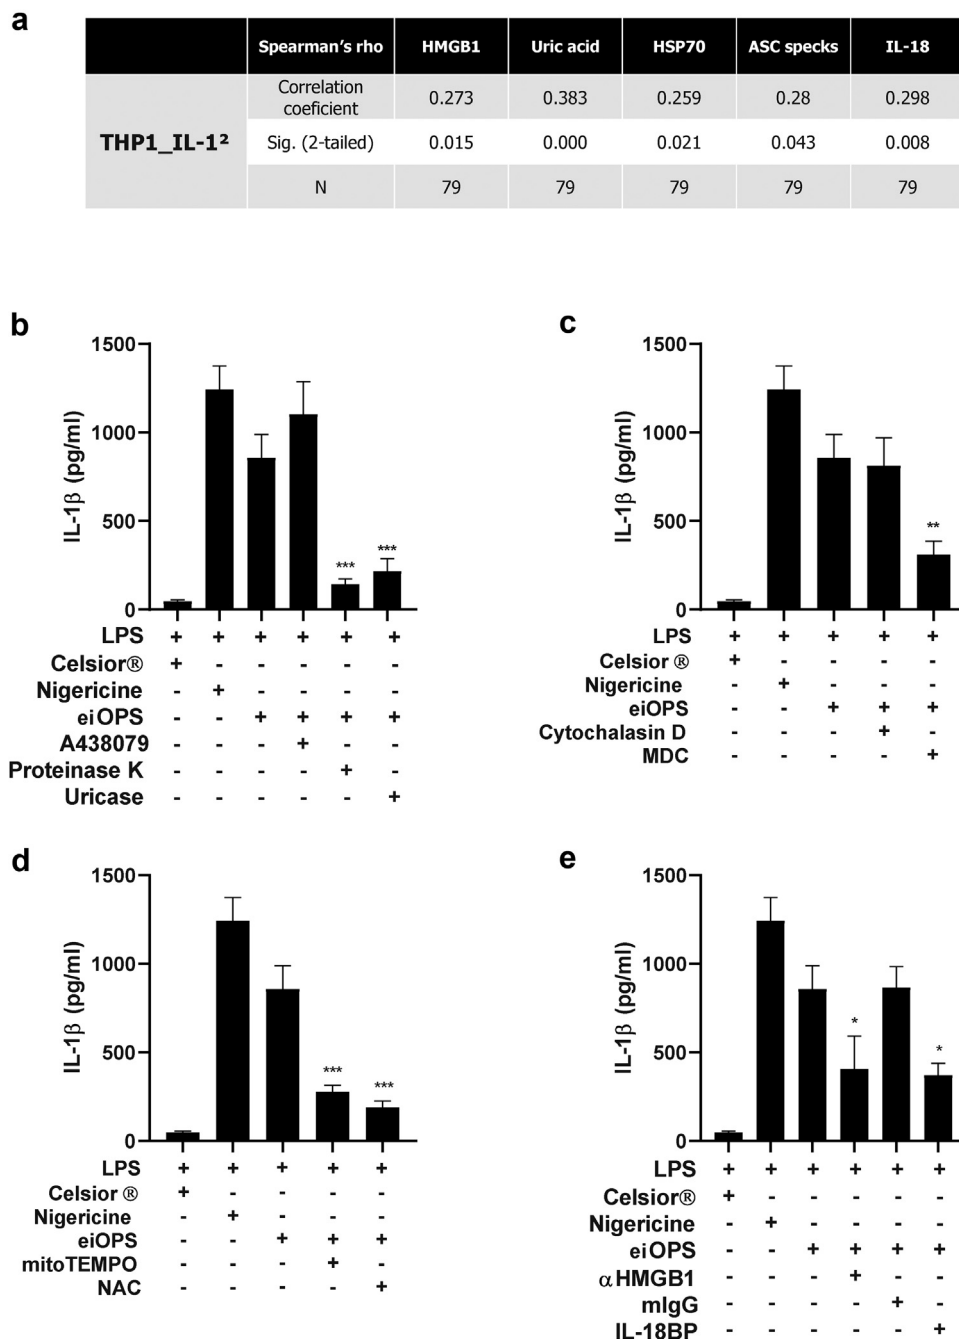 a
Spearman's rho HMGB1 Uric acid HSP70 ASC specks IL-18
THP1_IL-1²
Correlation
coeficient 0.273 0.383 0.259 0.28 0.298
Sig. (2-tailed) 0.015 0.000 0.021 0.043 0.008
N 79 79 79 79 79
b
IL-1β (pg/ml)
1500
1000
500
0
*** ***
LPS + + + + + +
Celsior® + - - - - -
Nigericine - + - - - -
eiOPS - - + + + +
A438079 - - - + - -
Proteinase K - - - - + -
Uricase - - - - - +
c
IL-1β (pg/ml)
1500
1000
500
0
**
LPS + + + + +
Celsior ® + - - - -
Nigericine - + - - -
eiOPS - - + + +
Cytochalasin D - - - + -
MDC - - - - +
d
IL-1β (pg/ml)
1500
1000
500
0
*** ***
LPS + + + + +
Celsior ® + - - - -
Nigericine - + - - -
eiOPS - - + + +
mitoTEMPO - - - + -
NAC - - - - +
e
IL-1β (pg/ml)
1500
1000
500
0
* *
LPS + + + + + +
Celsior® + - - - - -
Nigericine - + - - - -
eiOPS - - + + + +
αHMGB1 - - - + - -
mIgG - - - - + -
IL-18BP - - - - - +